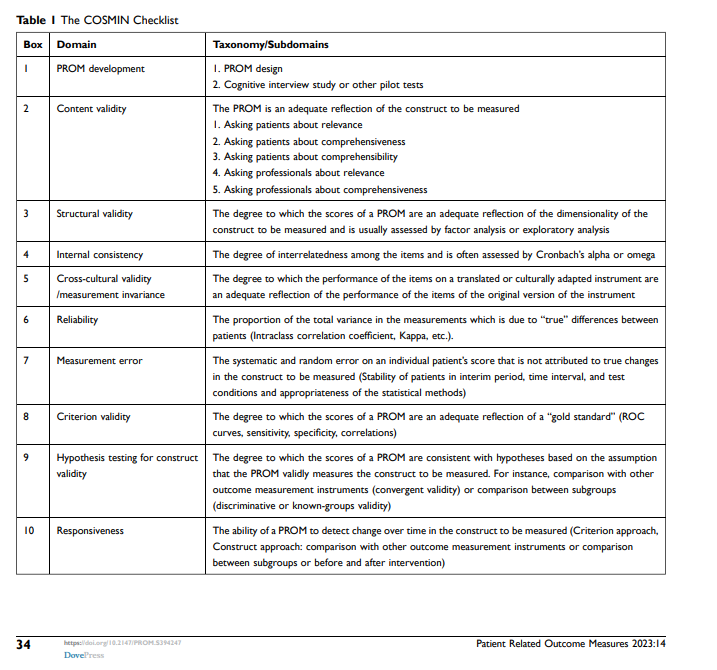 Table 1 The COSMIN Checklist
Box Domain Taxonomy/Subdomains
1 PROM development 1. PROM design
2. Cognitive interview study or other pilot tests
2 Content validity The PROM is an adequate reflection of the construct to be measured
1. Asking patients about relevance
2. Asking patients about comprehensiveness
3. Asking patients about comprehensibility
4. Asking professionals about relevance
5. Asking professionals about comprehensiveness
3 Structural validity The degree to which the scores of a PROM are an adequate reflection of the dimensionality of the
construct to be measured and is usually assessed by factor analysis or exploratory analysis
4 Internal consistency The degree of interrelatedness among the items and is often assessed by Cronbach's alpha or omega
5 Cross-cultural validity The degree to which the performance of the items on a translated or culturally adapted instrument are
/measurement invariance an adequate reflection of the performance of the items of the original version of the instrument
6 Reliability The proportion of the total variance in the measurements which is due to "true" differences between
patients (Intraclass correlation coefficient, Kappa, etc.).
7 Measurement error The systematic and random error on an individual patient's score that is not attributed to true changes
in the construct to be measured (Stability of patients in interim period, time interval, and test
conditions and appropriateness of the statistical methods)
8 Criterion validity The degree to which the scores of a PROM are an adequate reflection of a "gold standard" (ROC
curves, sensitivity, specificity, correlations)
9 Hypothesis testing for construct The degree to which the scores of a PROM are consistent with hypotheses based on the assumption
validity that the PROM validly measures the construct to be measured. For instance, comparison with other
outcome measurement instruments (convergent validity) or comparison between subgroups
(discriminative or known-groups validity)
10 Responsiveness The ability of a PROM to detect change over time in the construct to be measured (Criterion approach,
Construct approach: comparison with other outcome measurement instruments or comparison
between subgroups or before and after intervention)
34 https://doi.org/10.2147/PROM.S394247 Patient Related Outcome Measures 2023:14
DovePress